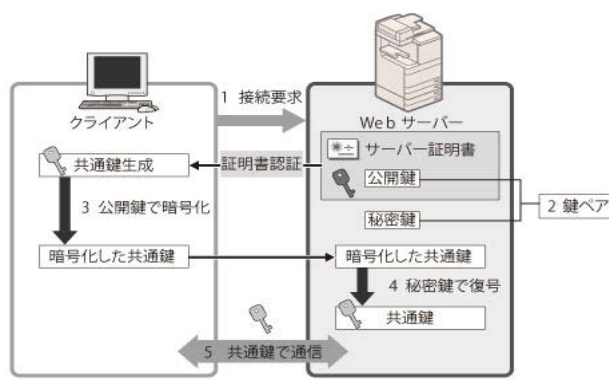 1 接続要求
クライアント
Web サーバー
サーバー証明書
共通鍵生成
証明書認証
公開鍵
3 公開鍵で暗号化
秘密鍵
2 鍵ペア
暗号化した共通鍵
暗号化した共通鍵
4 秘密鍵で復号
共通鍵
5 共通鍵で通信